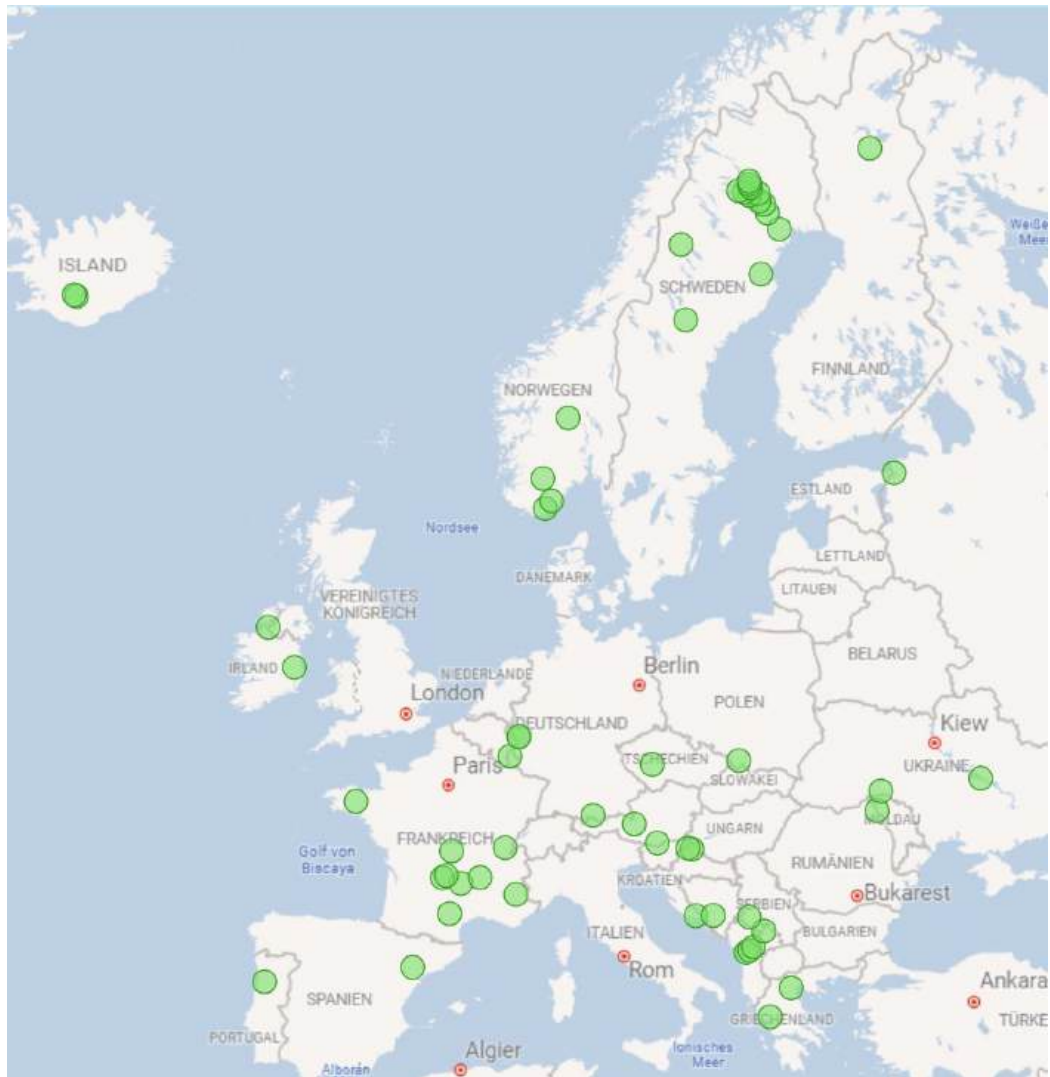 Weiße
Meer
ISLAND
SCHWEDEN
FINNLAND
NORWEGEN
ESTLAND
Nordsee
LETTLAND
DÄNEMARK
LITAUEN
VEREINIGTES
KÖNIGREICH
BELARUS
IRLAND
NIEDERLANDE
Berlin
London
POLEN
DEUTSCHLAND
Kiew
TSCHECHIEN
UKRAINE
Paris
SLOWAKEI
MOLDAU
UNGARN
FRANKREICH
Golf von
Biscaya
RUMÄNIEN
KROATIEN
Bukarest
SERBIEN
ITALIEN
BULGARIEN
Rom
Ankara
SPANIEN
GRIECHENLAND
TÜRKE
PORTUGAL
Ionisches
Meer
Algier
Alborán